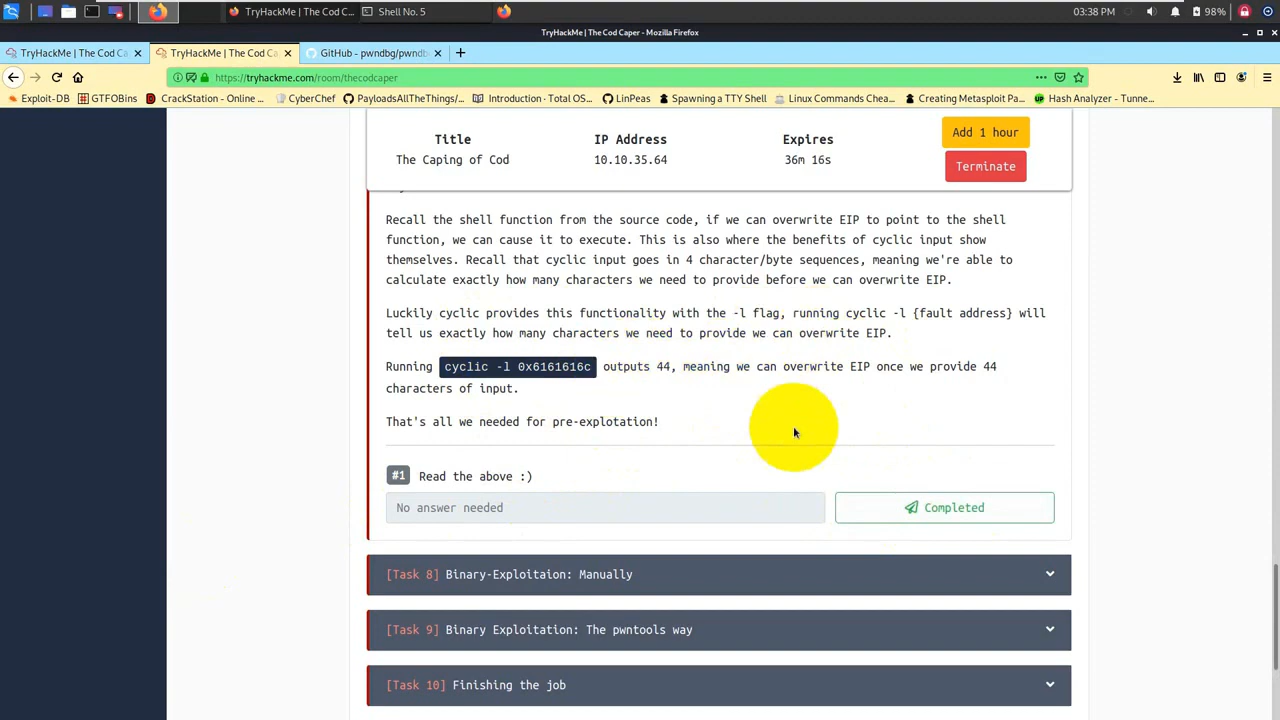 TryHackMe | The Cod C...
Shell No. 5
03:38
98%
TryHackMe | The Cod Caper - Mozilla Firefox
TryHackMe | The Cod Ca
TryHackMe | The Cod Ca
GitHub - pwndbg/pwndb
https://tryhackme.com/room/thecodcaper
Exploit-DB
GTFOBins
CrackStation - Online ...
CyberChef
PayloadsAllTheThings/...
Introduction · Total OS...
LinPeas
Spawning a TTY Shell
Linux Commands Chea...
Creating Metasploit Pa...
Hash Analyzer - Tunne...
Title
IP Address
Expires
Add 1 hour
The Caping of Cod
10.10.35.64
36m 16s
Terminate
Recall the shell function from the source code, if we can overwrite EIP to point to the shell
function, we can cause it to execute. This is also where the benefits of cyclic input show
themselves. Recall that cyclic input goes in 4 character/byte sequences, meaning we're able to
calculate exactly how many characters we need to provide before we can overwrite EIP.
Luckily cyclic provides this functionality with the -l flag, running cyclic -l {fault address} will
tell us exactly how many characters we need to provide we can overwrite EIP.
Running cyclic -l 0x6161616c outputs 44, meaning we can overwrite EIP once we provide 44
characters of input.
That's all we needed for pre-explotation!
#1 Read the above :)
No answer needed
Completed
[Task 8] Binary-Exploitaion: Manually
[Task 9] Binary Exploitation: The pwntools way
[Task 10] Finishing the job